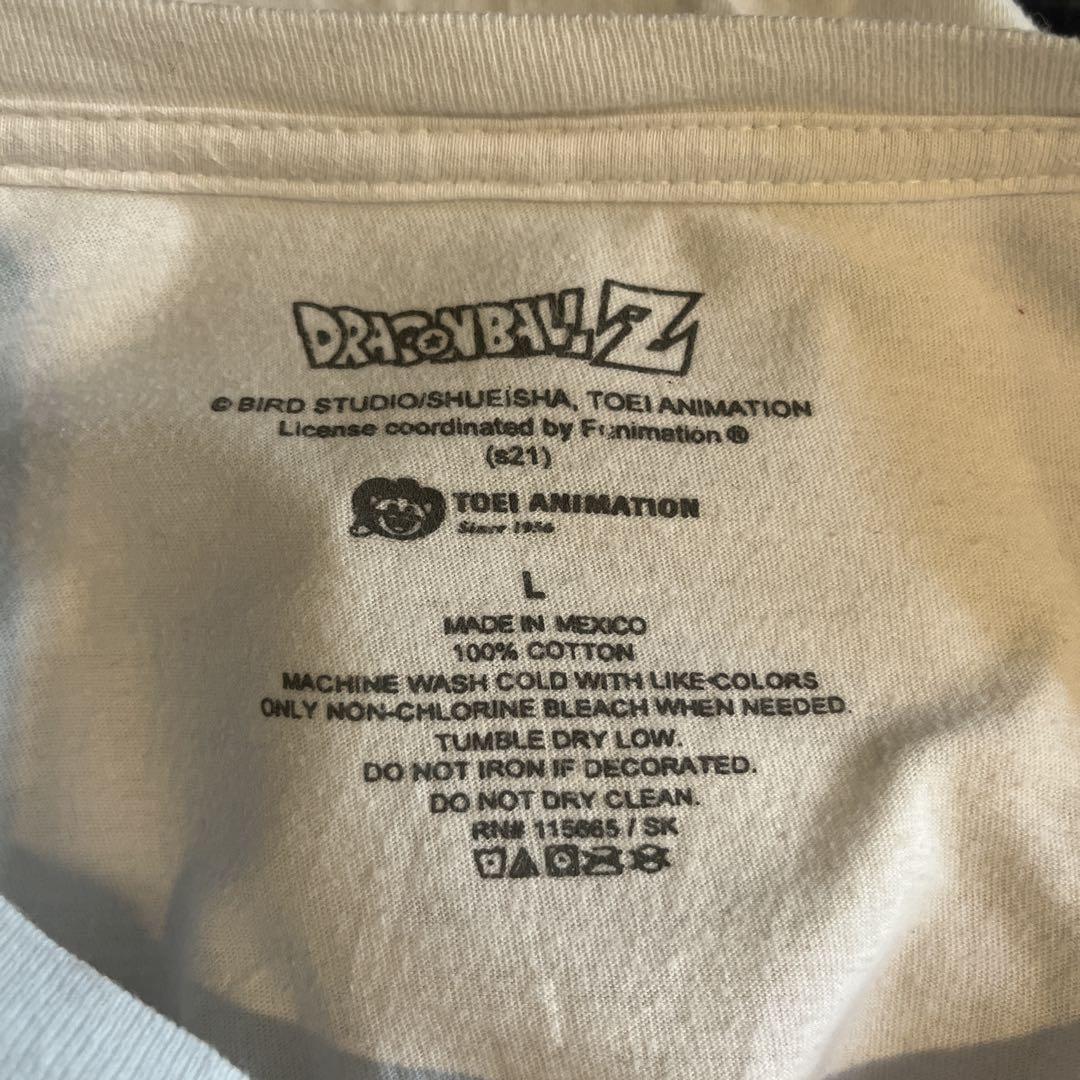 DRAGONBALL Z
© BIRD STUDIO/SHUEISHA, TOEI ANIMATION
License coordinated by Funimation ®
(s21)
TOEI ANIMATION
Since 1956
L
MADE IN MEXICO
100% COTTON
MACHINE WASH COLD WITH LIKE COLORS
ONLY NON-CHLORINE BLEACH WHEN NEEDED.
TUMBLE DRY LOW.
DO NOT IRON IF DECORATED.
DO NOT DRY CLEAN.
RN# 115665 / SK